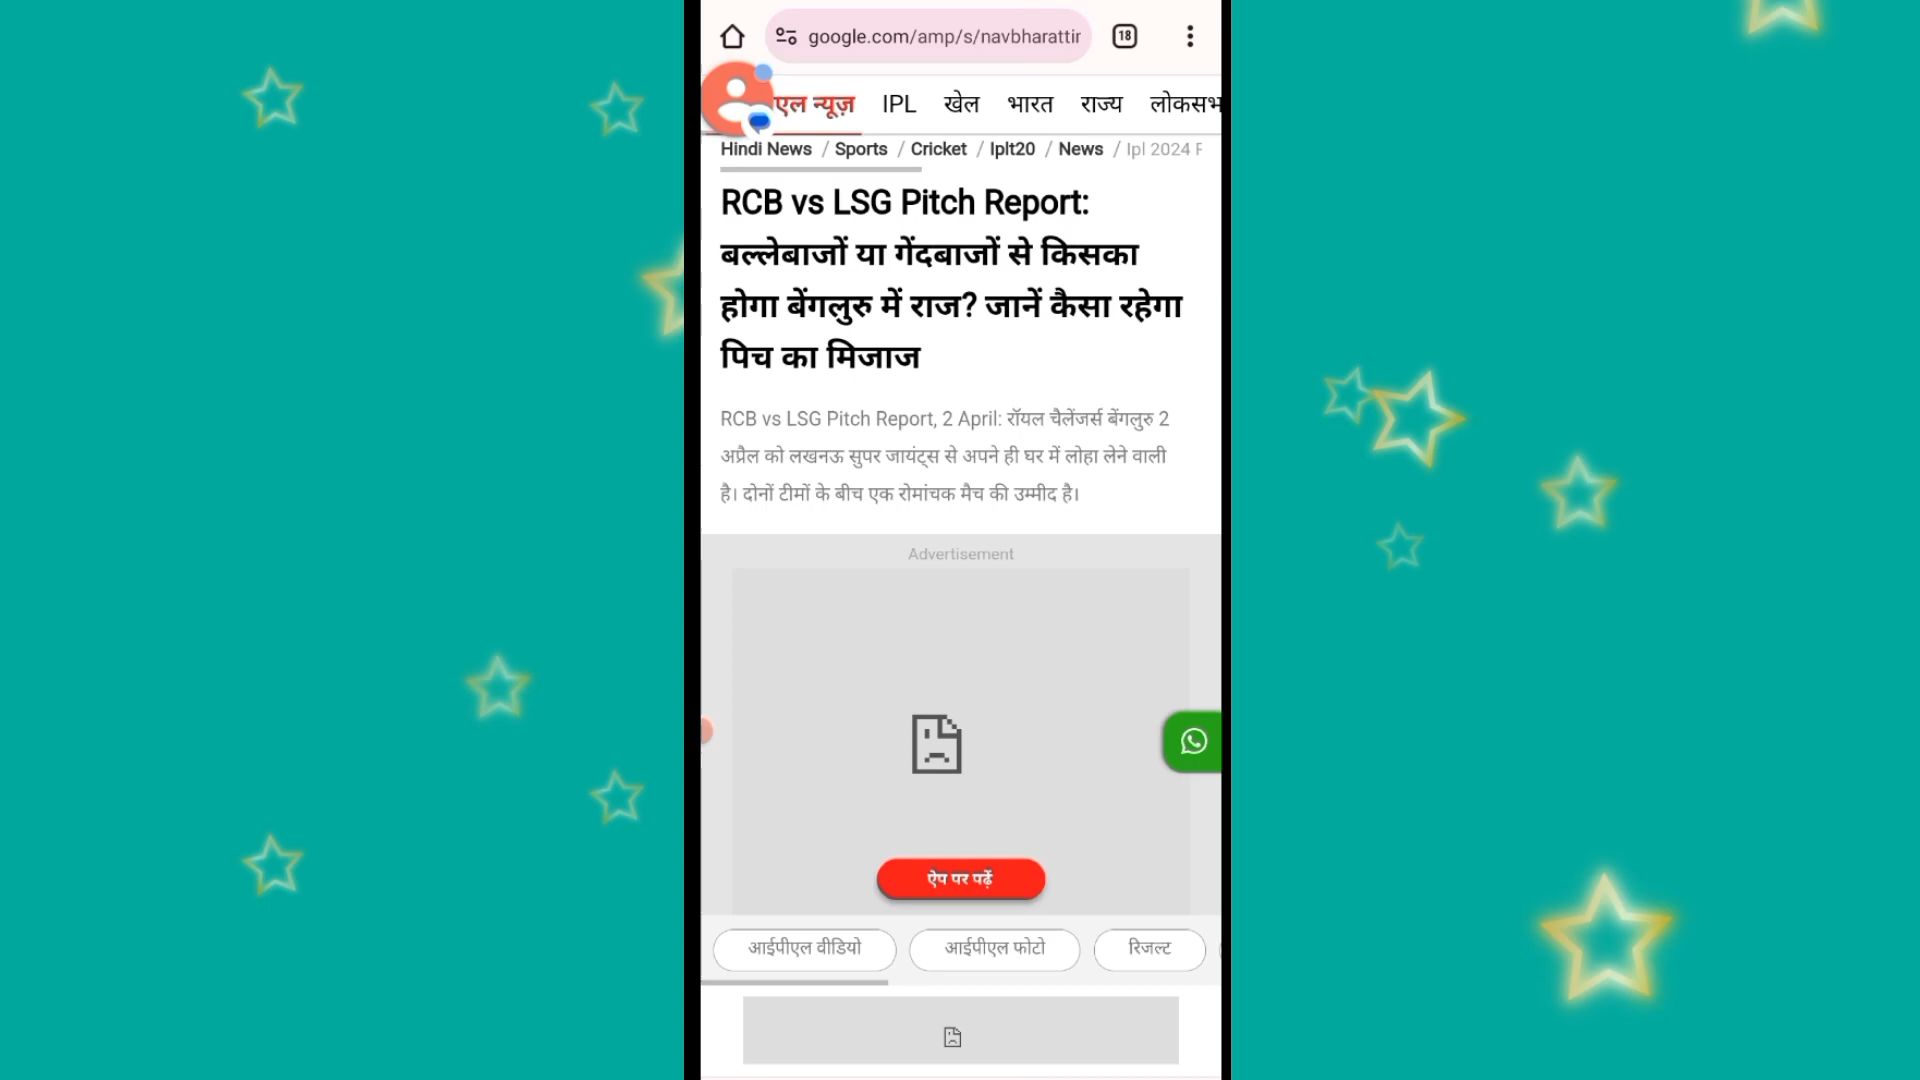 google.com/amp/s/navbharattir
18
एल न्यूज़ IPL खेल भारत राज्य लोकसभ
Hindi News / Sports / Cricket / Iplt20 / News / Ipl 2024 F
RCB vs LSG Pitch Report:
बल्लेबाजों या गेंदबाजों से किसका
होगा बेंगलुरु में राज? जानें कैसा रहेगा
पिच का मिजाज
RCB vs LSG Pitch Report, 2 April: रॉयल चैलेंजर्स बेंगलुरु 2
अप्रैल को लखनऊ सुपर जायंट्स से अपने ही घर में लोहा लेने वाली
है। दोनों टीमों के बीच एक रोमांचक मैच की उम्मीद है।
Advertisement
ऐप पर पढ़ें
आईपीएल वीडियो आईपीएल फोटो रिजल्ट